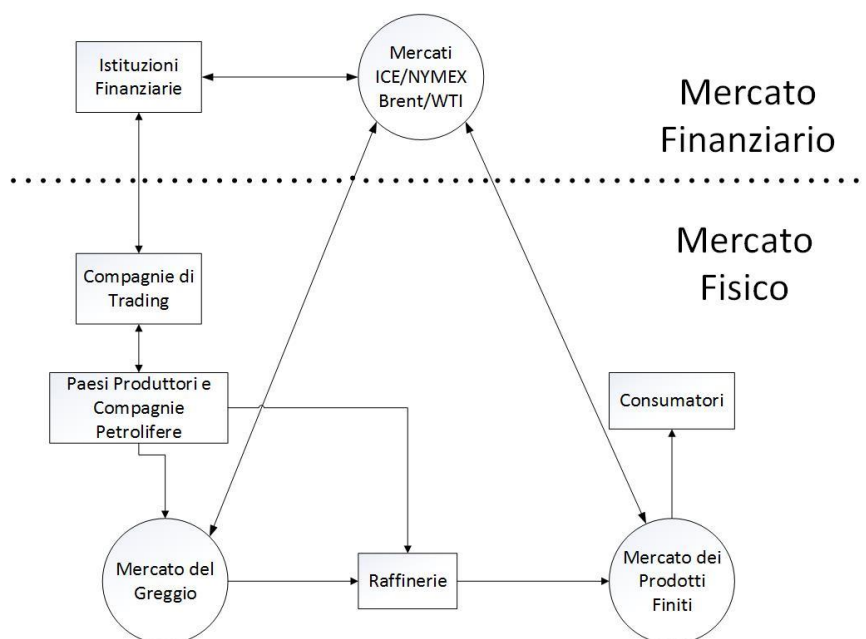 Istituzioni
Finanziarie
Mercati
ICE/NYMEX
Brent/WTI
Mercato
Finanziario
Mercato
Fisico
Compagnie di
Trading
Paesi Produttori e
Compagnie
Petrolifere
Consumatori
Mercato del
Greggio
Raffinerie
Mercato dei
Prodotti
Finiti